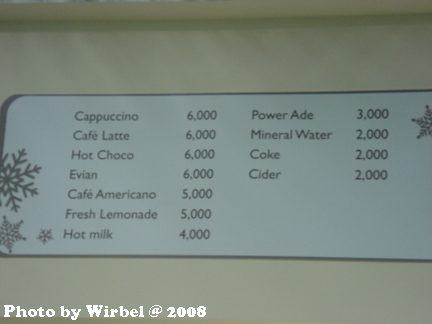 Cappuccino 6,000
Café Latte 6,000
Hot Choco 6,000
Evian 6,000
Café Americano 5,000
Fresh Lemonade 5,000
Hot milk 4,000
Power Ade 3,000
Mineral Water 2,000
Coke 2,000
Cider 2,000
Photo by Wirbel @ 2008